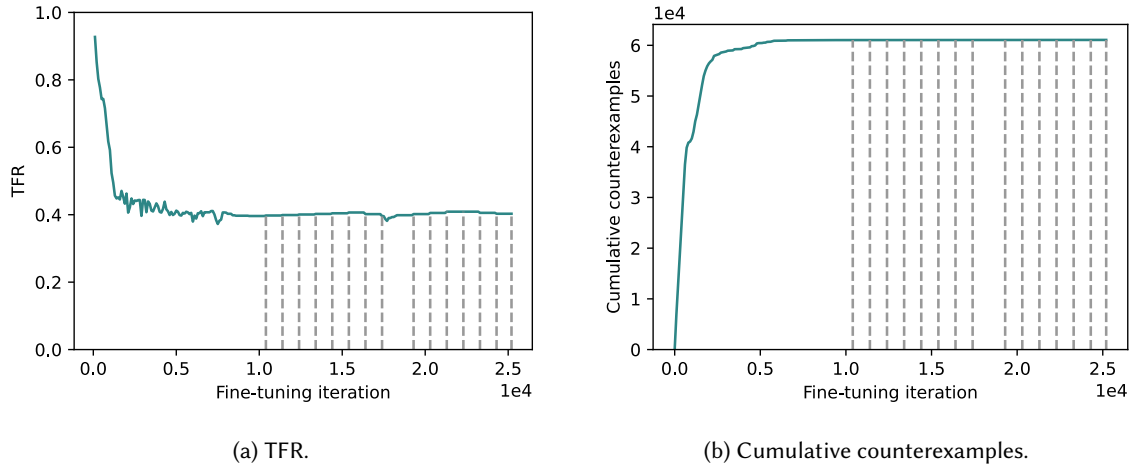 1.0
0.8
0.6
0.4
0.2
0.0
TFR
0.0 0.5 1.0 1.5 2.0 2.5
1e4
Fine-tuning iteration
(a) TFR.
1e4
6
5
4
3
2
1
0
Cumulative counterexamples
0.0 0.5 1.0 1.5 2.0 2.5
1e4
Fine-tuning iteration
(b) Cumulative counterexamples.